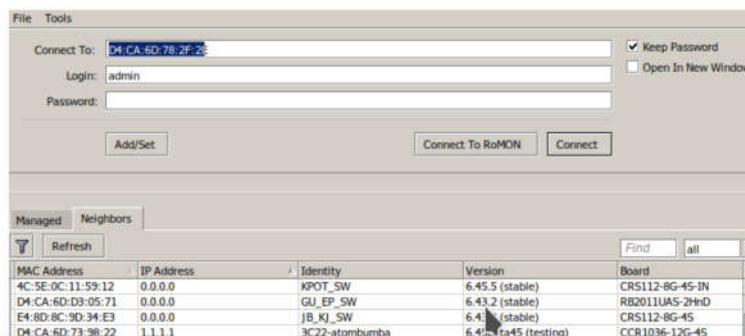 File Tools
Connect To: D4:CA:6D:78:2F:2E
Keep Password
Login: admin
Open In New Window
Password:
Add/Set Connect To RoMON Connect
Managed Neighbors
Refresh Find all
MAC Address IP Address Identity Version Board
4C:5E:0C:11:59:12 0.0.0.0 KPOT_SW 6.45.5 (stable) CRS112-8G-4S-IN
D4:CA:6D:D3:05:71 0.0.0.0 GU_EP_SW 6.43.2 (stable) RB2011UAS-2HnD
E4:8D:8C:9D:34:E3 0.0.0.0 JB_KJ_SW (stable) CRS112-8G-4S
D4:CA:6D:73:98:22 1.1.1.1 3C22-atombumba (testing) CCR1036-12G-4S